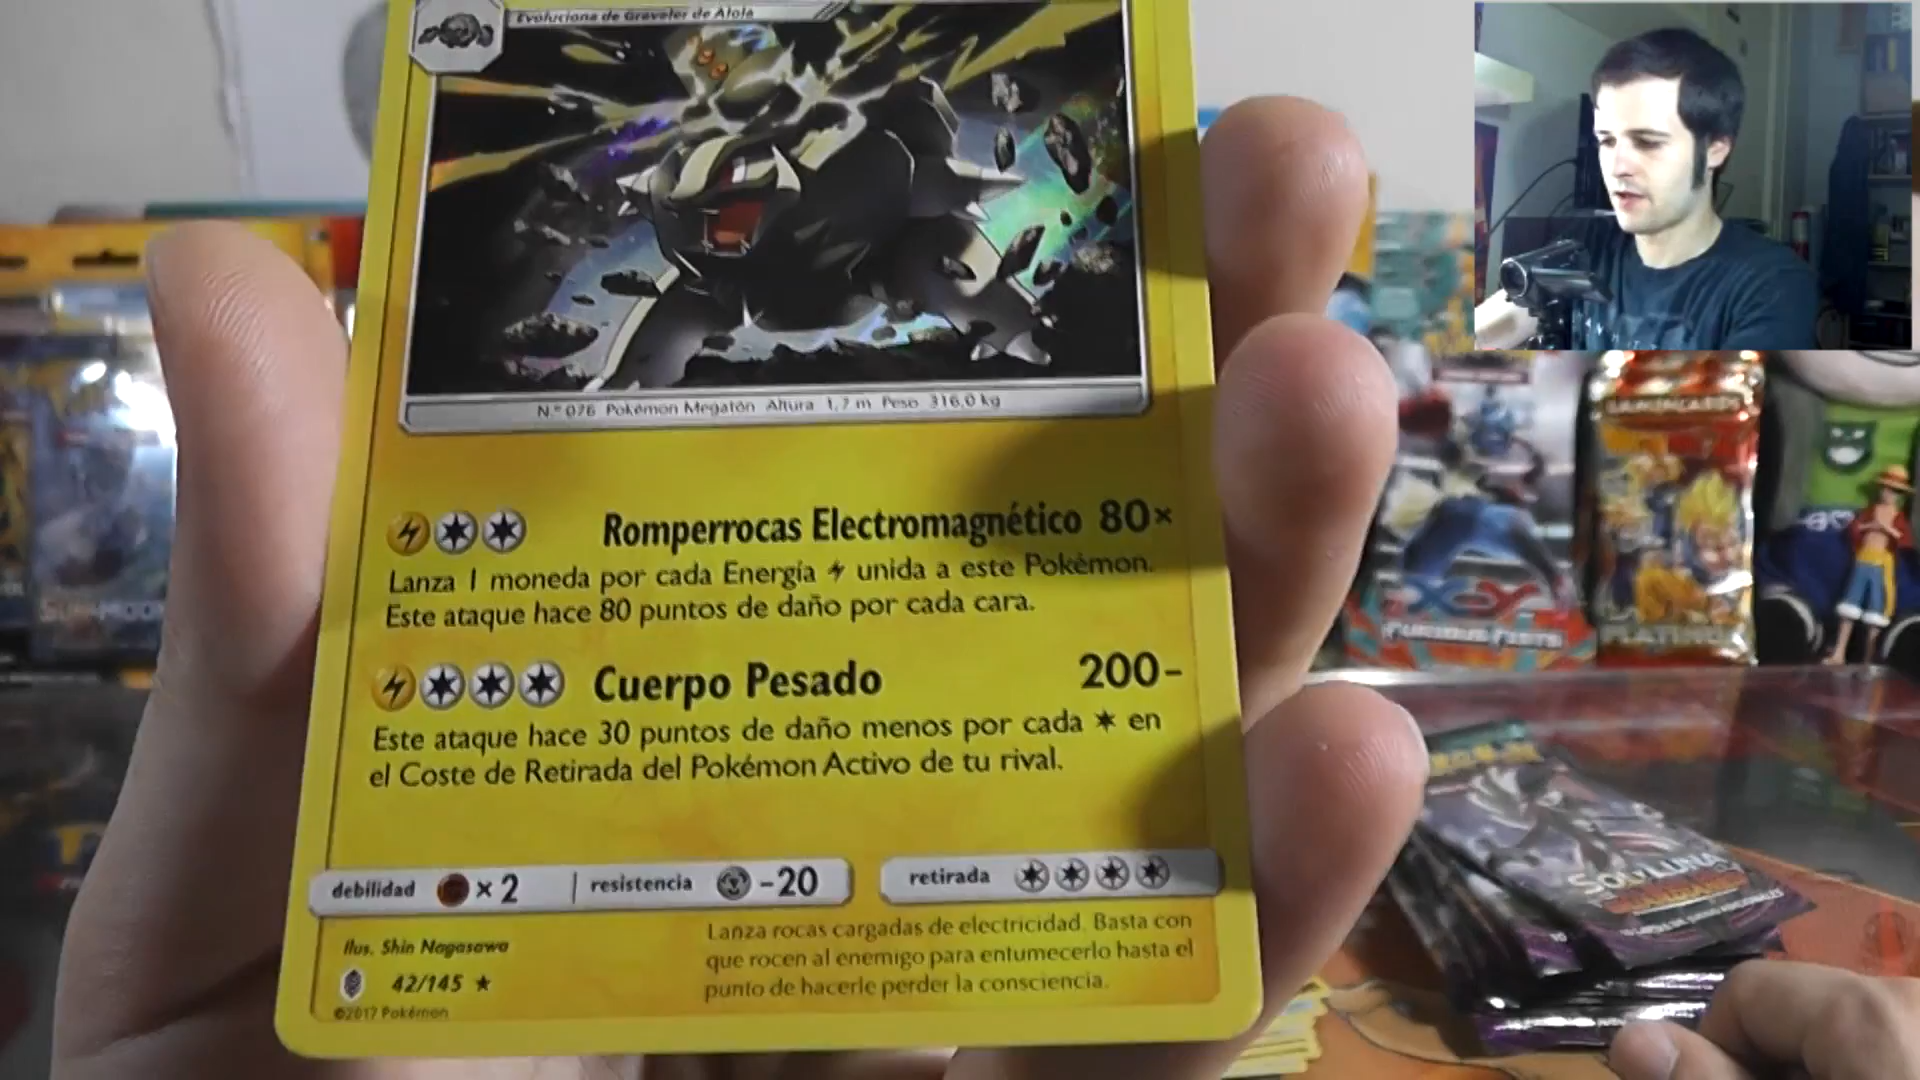 Evoluciona de Graveler de Alola
N.º 076 Pokémon Megatón Altura 1,7 m Peso 316,0 kg
Romperrocas Electromagnético 80×
Lanza 1 moneda por cada Energía unida a este Pokémon.
Este ataque hace 80 puntos de daño por cada cara.
Cuerpo Pesado 200-
Este ataque hace 30 puntos de daño menos por cada en
el Coste de Retirada del Pokémon Activo de tu rival.
debilidad × 2 resistencia -20 retirada
Ilus. Shin Nagasawa
42/145
©2017 Pokémon
Lanza rocas cargadas de electricidad. Basta con
que rocen al enemigo para entumecerlo hasta el
punto de hacerle perder la consciencia.
XY
FURIOUS FISTS
LAMINCARDS
PLATINUM
SOL Y LUNA